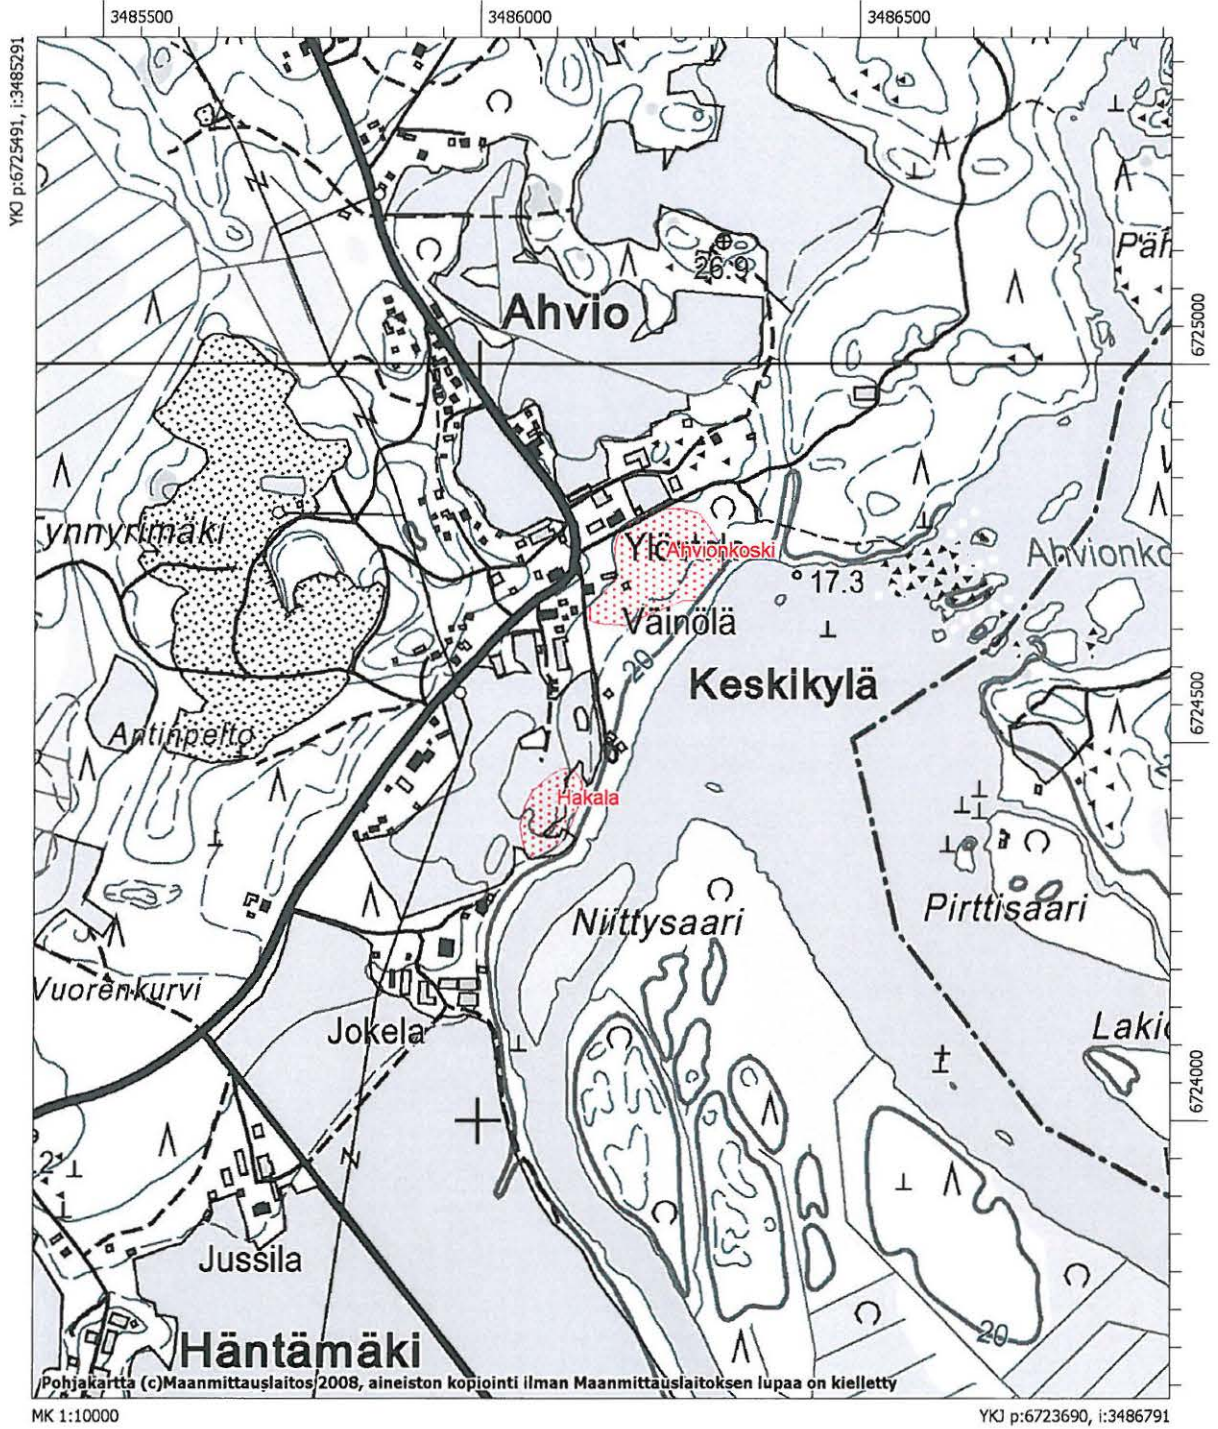 3485500
3486000
3486500
YKJ p:6725491, i:3485291
Päh
26.9
Ahvio
6725000
Tynnyrimäki
Ahvionkoski
Ahvionko
17.3
Väinölä
20
Keskikylä
6724500
Antinpelto
Hakala
Niittysaari
Pirttisaari
Vuorenkurvi
Jokela
6724000
Jussila
20
Häntämäki
Pohjakartta (c)Maanmittauslaitos 2008, aineiston kopiointi ilman Maanmittauslaitoksen lupaa on kielletty
MK 1:10000
YKJ p:6723690, i:3486791